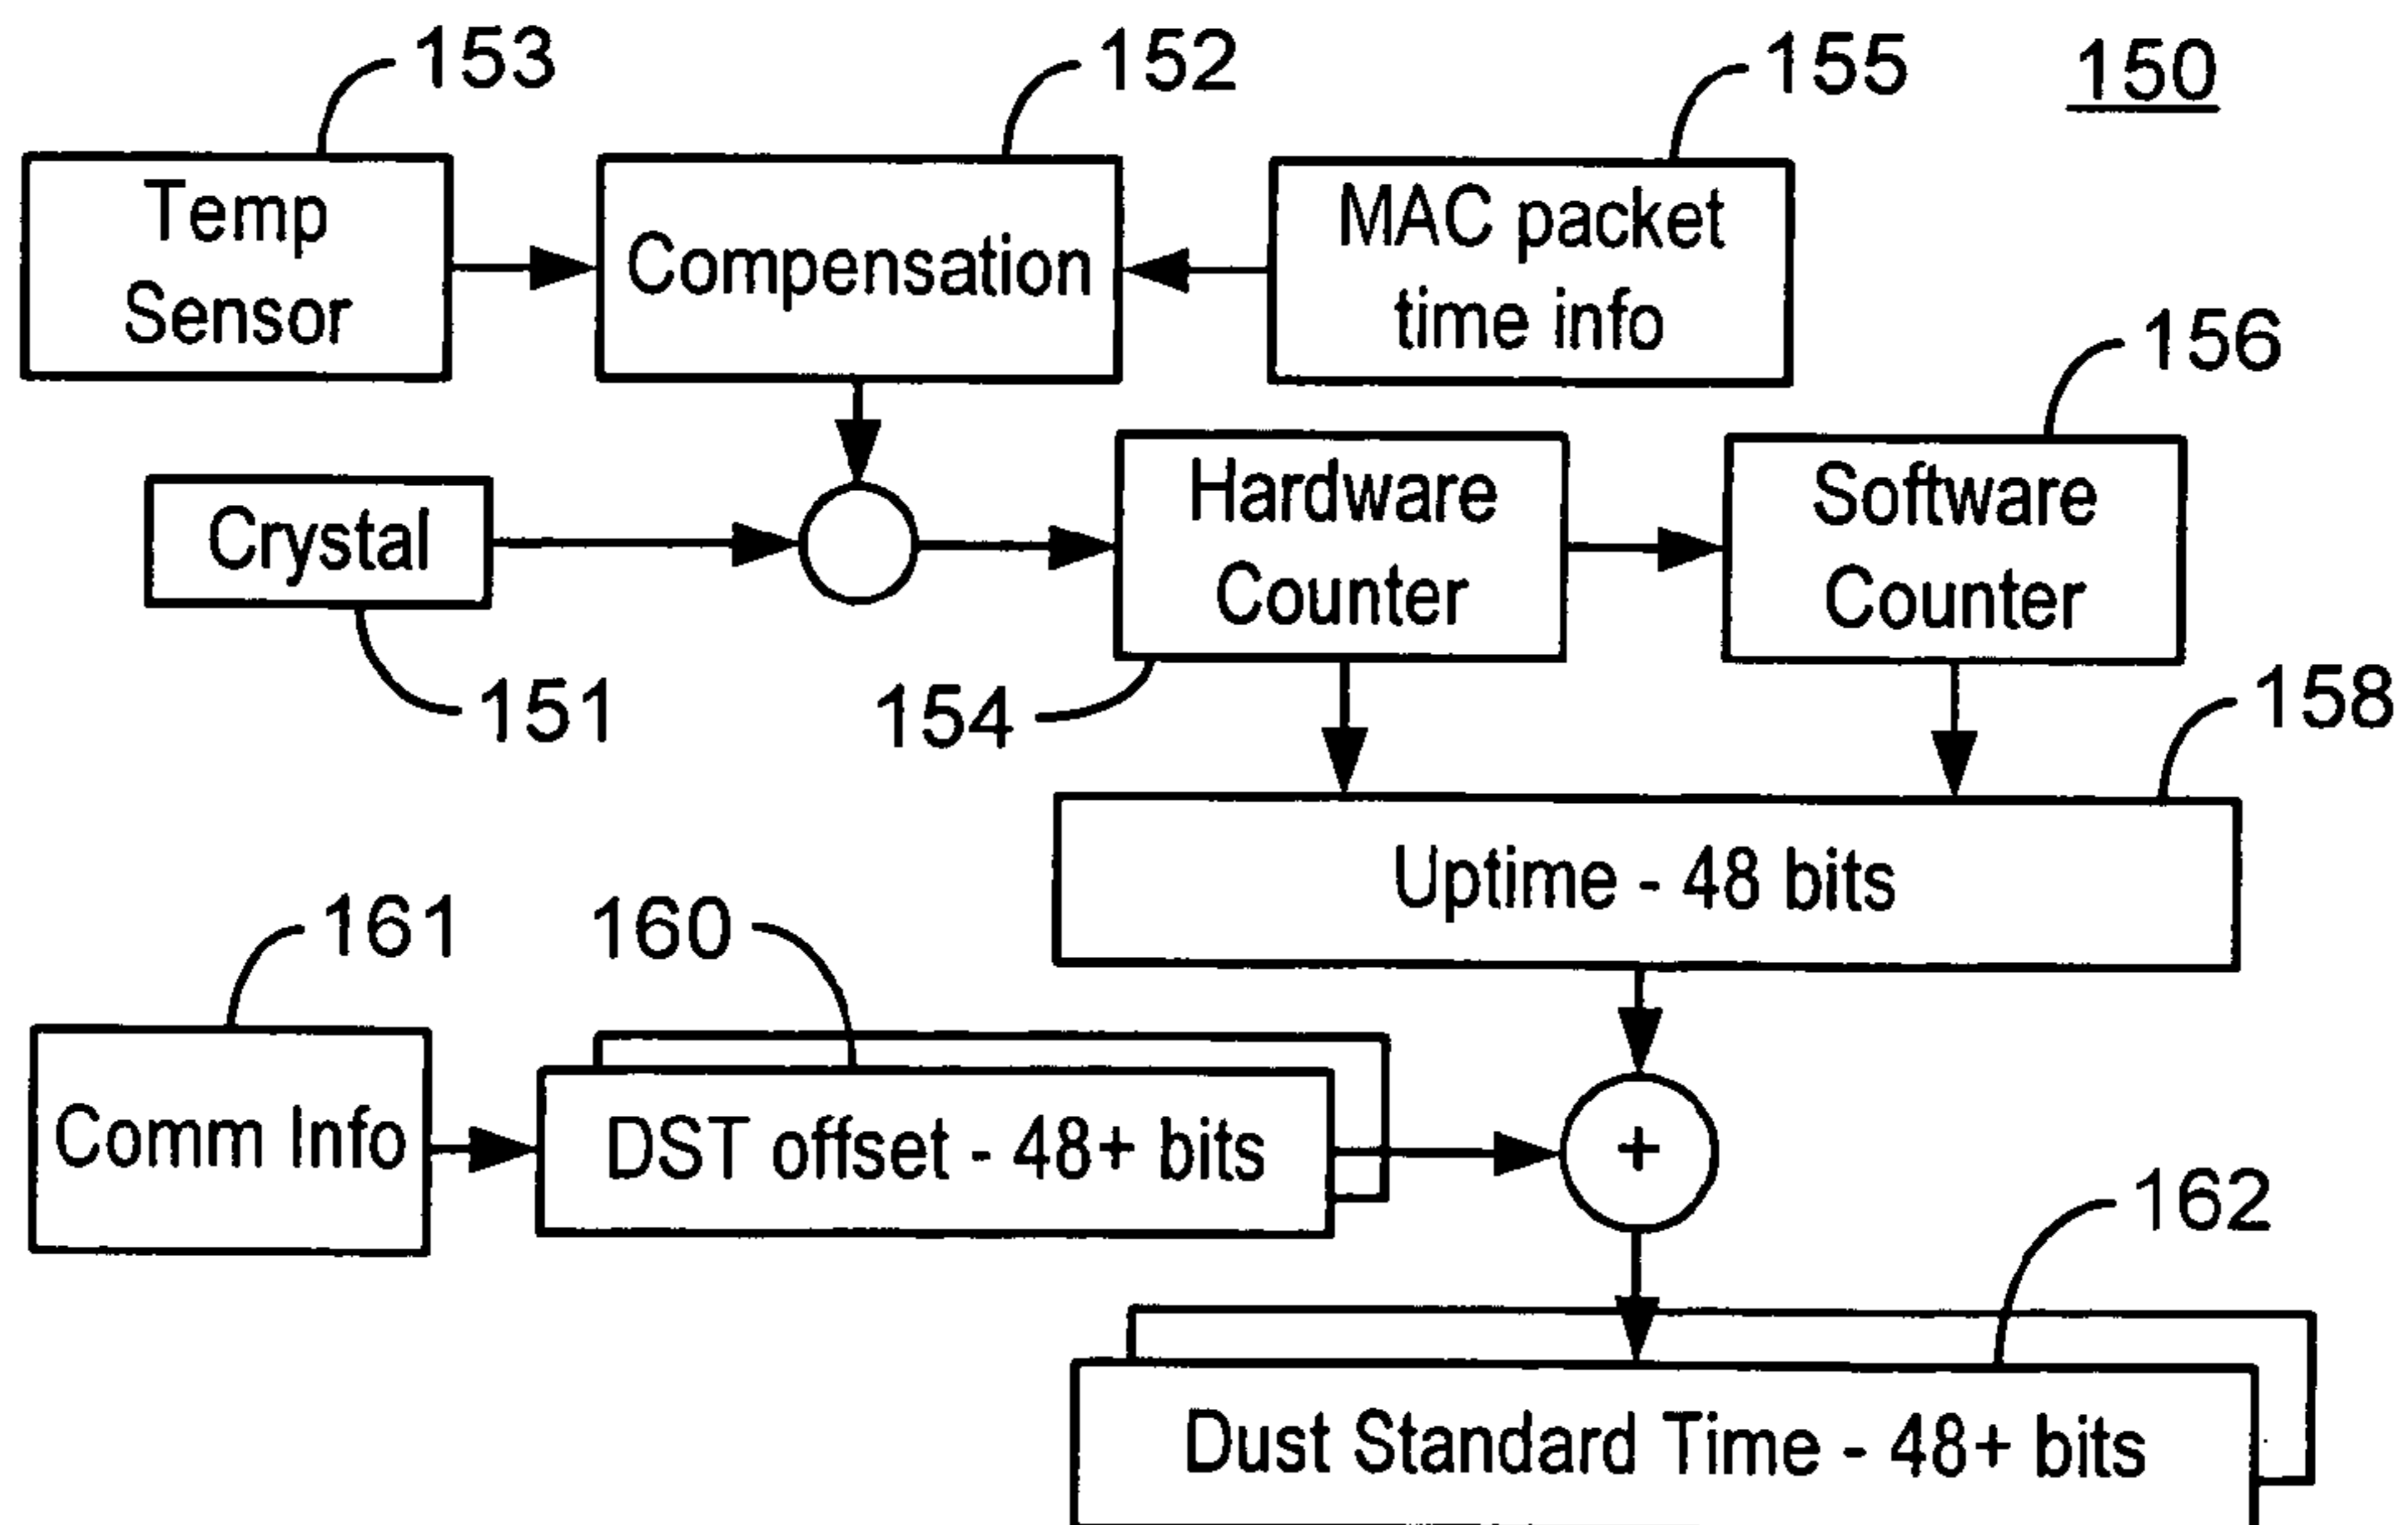 153
152
155
150
Temp
Sensor
Compensation
MAC packet
time info
156
Crystal
Hardware
Counter
Software
Counter
151
154
158
Uptime - 48 bits
161
160
Comm Info
DST offset - 48+ bits
+
162
Dust Standard Time - 48+ bits